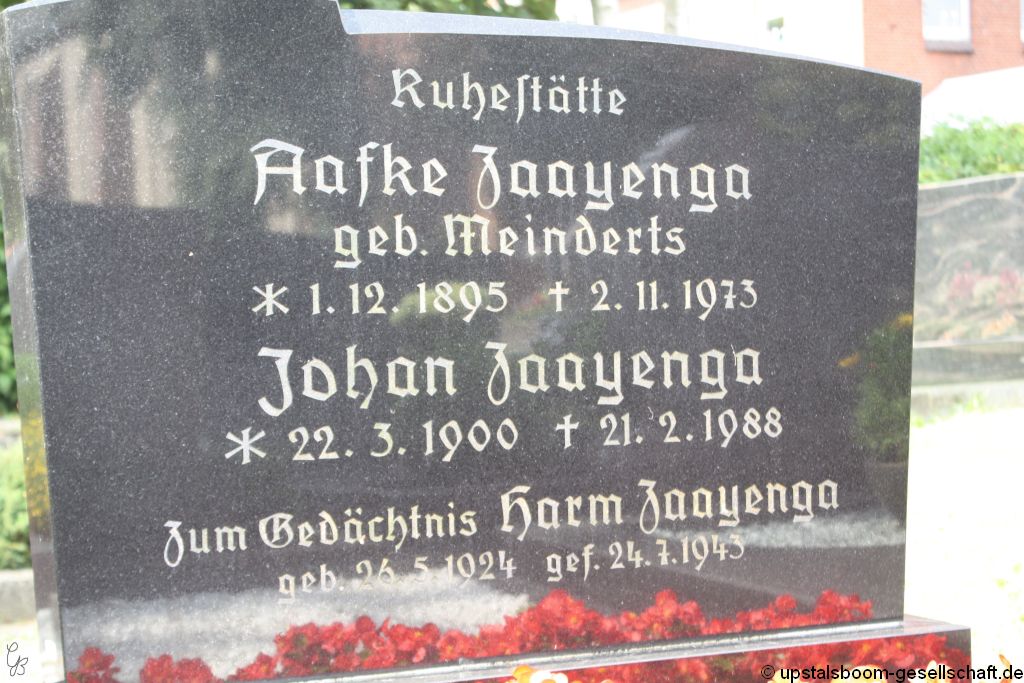 Ruheſtätte
Aafke Zaayenga
geb. Meinderts
* 1. 12. 1895 † 2. 11. 1973
Johan Zaayenga
* 22. 3. 1900 † 21. 2. 1988
Zum Gedächtnis Harm Zaayenga
geb. 26. 5. 1924 gef. 24. 7. 1943
© upstalsboom-gesellschaft.de